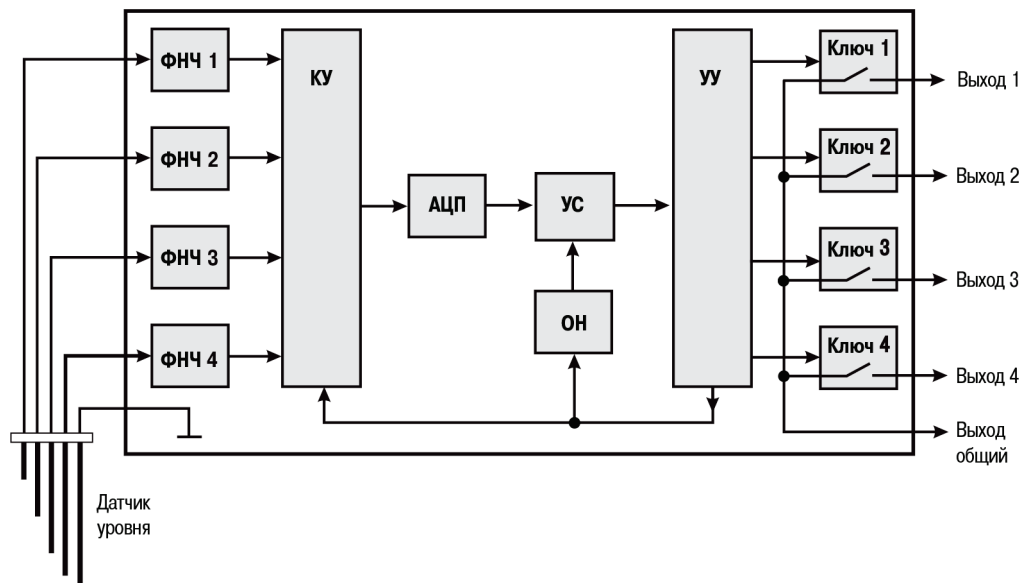 ФНЧ 1
ФНЧ 2
ФНЧ 3
ФНЧ 4
КУ
АЦП
УС
ОН
УУ
Ключ 1
Ключ 2
Ключ 3
Ключ 4
Выход 1
Выход 2
Выход 3
Выход 4
Выход
общий
Датчик
уровня